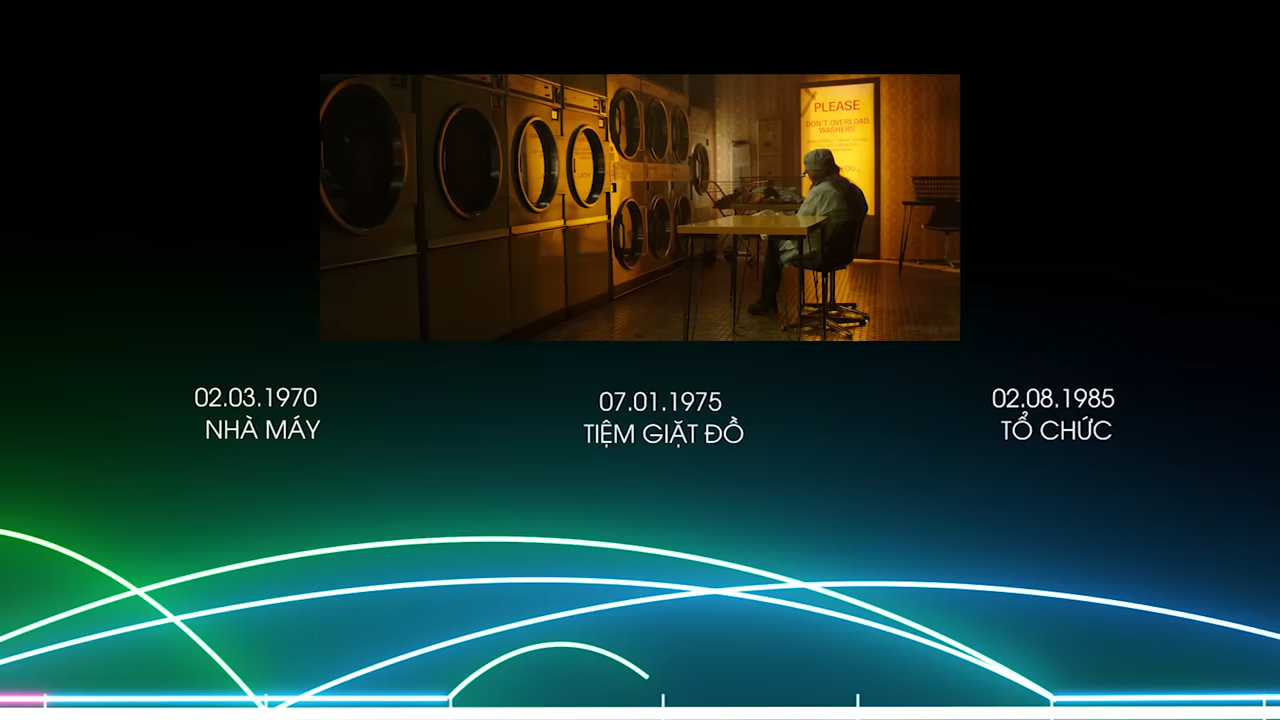 PLEASE
DON'T OVERLOAD
WASHERS
YOU..
02.03.1970
NHÀ MÁY
07.01.1975
TIỆM GIẶT ĐỒ
02.08.1985
TỔ CHỨC